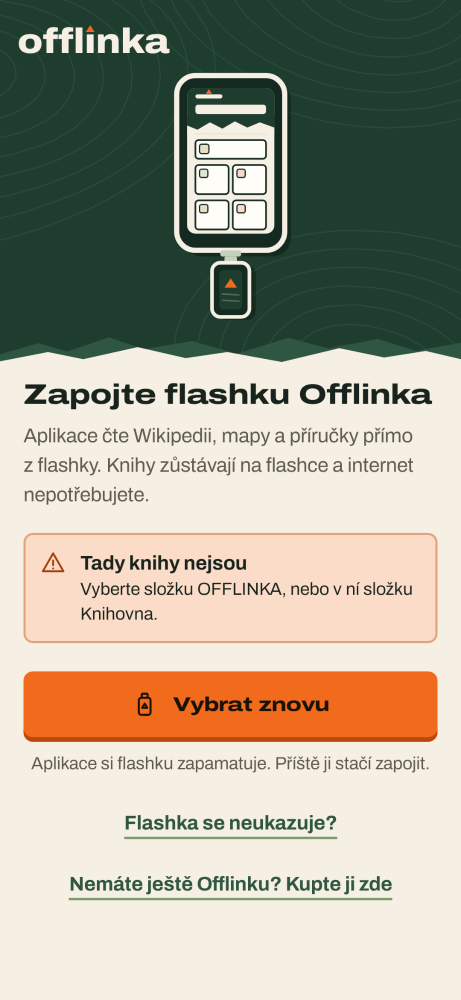 offlinka
Zapojte flashku Offlinka
Aplikace čte Wikipedii, mapy a příručky přímo
z flashky. Knihy zůstávají na flashce a internet
nepotřebujete.
Tady knihy nejsou
Vyberte složku OFFLINKA, nebo v ní složku
Knihovna.
Vybrat znovu
Aplikace si flashku zapamatuje. Příště ji stačí zapojit.
Flashka se neukazuje?
Nemáte ještě Offlinku? Kupte ji zde